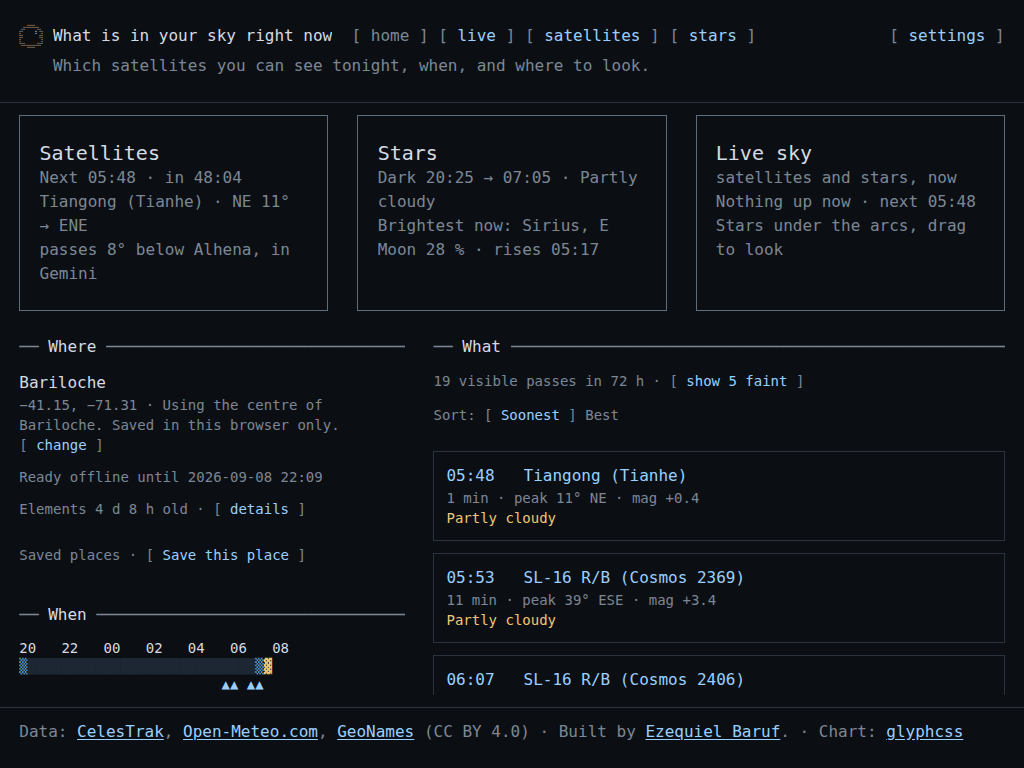 What is in your sky right now [ home ] [ live ] [ satellites ] [ stars ] [ settings ]
Which satellites you can see tonight, when, and where to look.
Satellites
Next 05:48 · in 48:04
Tiangong (Tianhe) · NE 11°
→ ENE
passes 8° below Alhena, in
Gemini
Stars
Dark 20:25 → 07:05 · Partly
cloudy
Brightest now: Sirius, E
Moon 28 % · rises 05:17
Live sky
satellites and stars, now
Nothing up now · next 05:48
Stars under the arcs, drag
to look
Where
Bariloche
−41.15, −71.31 · Using the centre of
Bariloche. Saved in this browser only.
[ change ]
Ready offline until 2026-09-08 22:09
Elements 4 d 8 h old · [ details ]
Saved places · [ Save this place ]
When
20 22 00 02 04 06 08
What
19 visible passes in 72 h · [ show 5 faint ]
Sort: [ Soonest ] Best
05:48 Tiangong (Tianhe)
1 min · peak 11° NE · mag +0.4
Partly cloudy
05:53 SL-16 R/B (Cosmos 2369)
11 min · peak 39° ESE · mag +3.4
Partly cloudy
06:07 SL-16 R/B (Cosmos 2406)
Data: CelesTrak, Open-Meteo.com, GeoNames (CC BY 4.0) · Built by Ezequiel Baruf. · Chart: glyphcss